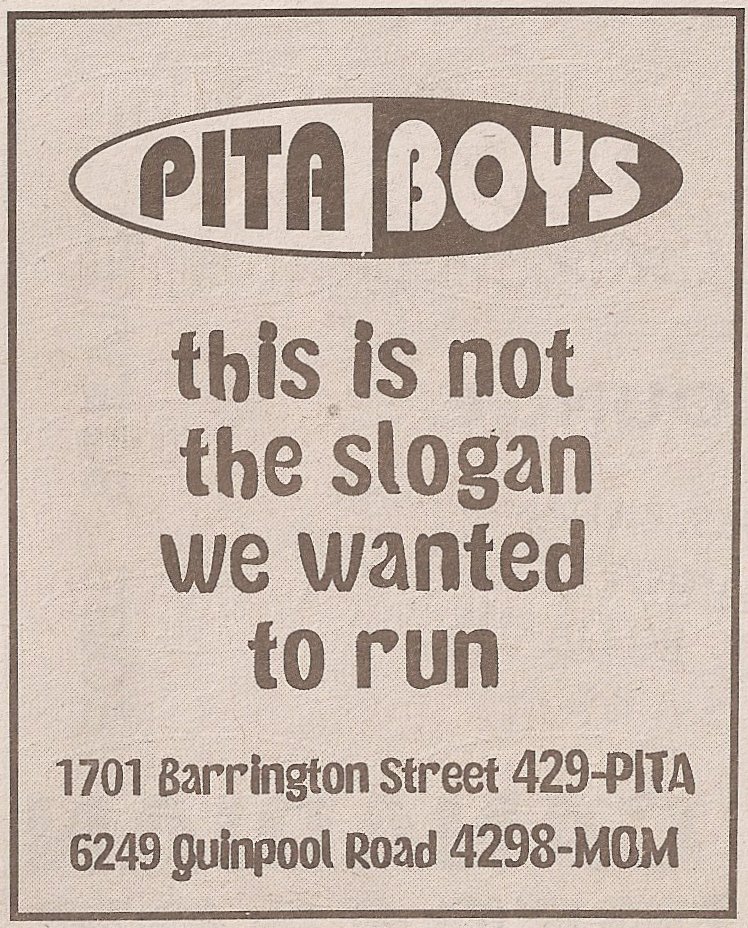 PITA BOYS
this is not
the slogan
we wanted
to run
1701 Barrington Street 429-PITA
6249 Quinpool Road 4298-MOM